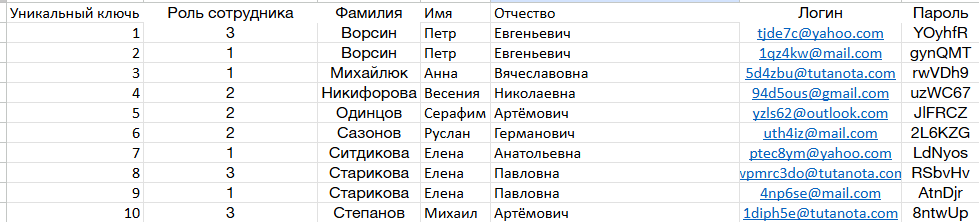 Уникальный ключь Роль сотрудника Фамилия Имя Отчество Логин Пароль
1 3 Ворсин Петр Евгеньевич tjde7c@yahoo.com YOyhfR
2 1 Ворсин Петр Евгеньевич 1qz4kw@mail.com gynQMT
3 1 Михайлюк Анна Вячеславовна 5d4zbu@tutanota.com rwVDh9
4 2 Никифорова Весения Николаевна 94d5ous@gmail.com uzWC67
5 2 Одинцов Серафим Артёмович yzls62@outlook.com JlFRCZ
6 2 Сазонов Руслан Германович uth4iz@mail.com 2L6KZG
7 1 Ситдикова Елена Анатольевна ptec8ym@yahoo.com LdNyos
8 3 Старикова Елена Павловна vpmrc3do@tutanota.com RSbvHv
9 1 Старикова Елена Павловна 4np6se@mail.com AtnDjr
10 3 Степанов Михаил Артёмович 1diph5e@tutanota.com 8ntwUp